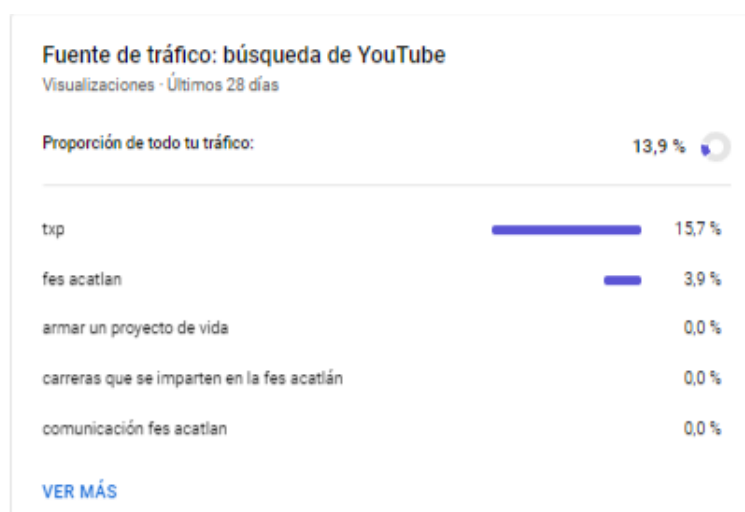 Fuente de tráfico: búsqueda de YouTube
Visualizaciones · Últimos 28 días
Proporción de todo tu tráfico: 13,9 %
txp 15,7 %
fes acatlan 3,9 %
armar un proyecto de vida 0,0 %
carreras que se imparten en la fes acatlán 0,0 %
comunicación fes acatlan 0,0 %
VER MÁS